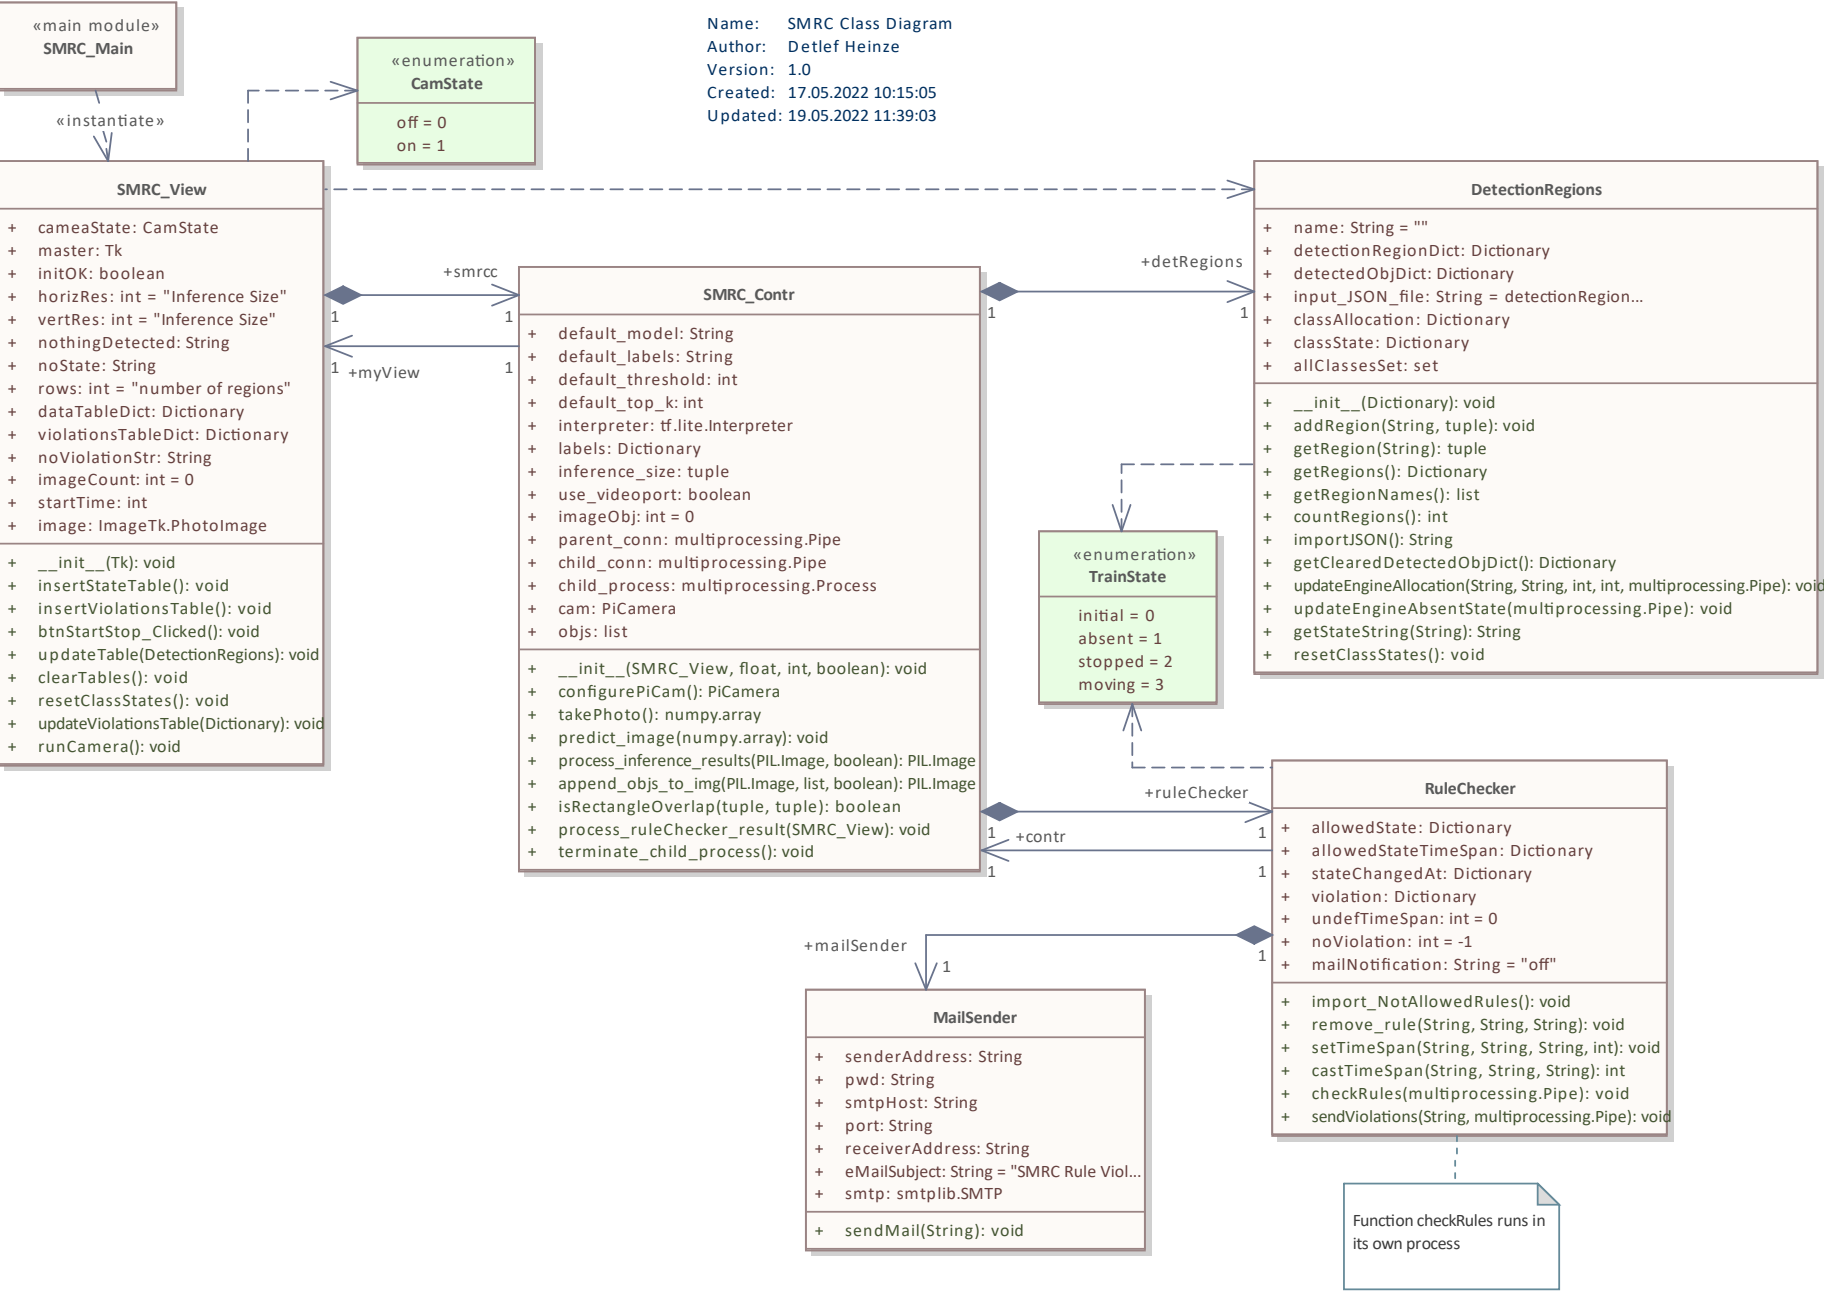 «main module»
SMRC_Main
«instantiate»
«enumeration»
CamState
off = 0
on = 1
Name: SMRC Class Diagram
Author: Detlef Heinze
Version: 1.0
Created: 17.05.2022 10:15:05
Updated: 19.05.2022 11:39:03
SMRC_View
+ cameaState: CamState
+ master: Tk
+ initOK: boolean
+ horizRes: int = "Inference Size"
+ vertRes: int = "Inference Size"
+ nothingDetected: String
+ noState: String
+ rows: int = "number of regions"
+ dataTableDict: Dictionary
+ violationsTableDict: Dictionary
+ noViolationStr: String
+ imageCount: int = 0
+ startTime: int
+ image: ImageTk.PhotoImage
+ __init__(Tk): void
+ insertStateTable(): void
+ insertViolationsTable(): void
+ btnStartStop_Clicked(): void
+ updateTable(DetectionRegions): void
+ clearTables(): void
+ resetClassStates(): void
+ updateViolationsTable(Dictionary): void
+ runCamera(): void
+smrcc
1
1
1
+myView
1
SMRC_Contr
+ default_model: String
+ default_labels: String
+ default_threshold: int
+ default_top_k: int
+ interpreter: tf.lite.Interpreter
+ labels: Dictionary
+ inference_size: tuple
+ use_videoport: boolean
+ imageObj: int = 0
+ parent_conn: multiprocessing.Pipe
+ child_conn: multiprocessing.Pipe
+ child_process: multiprocessing.Process
+ cam: PiCamera
+ objs: list
+ __init__(SMRC_View, float, int, boolean): void
+ configurePiCam(): PiCamera
+ takePhoto(): numpy.array
+ predict_image(numpy.array): void
+ process_inference_results(PIL.Image, boolean): PIL.Image
+ append_objs_to_img(PIL.Image, list, boolean): PIL.Image
+ isRectangleOverlap(tuple, tuple): boolean
+ process_ruleChecker_result(SMRC_View): void
+ terminate_child_process(): void
+detRegions
1
1
DetectionRegions
+ name: String = ""
+ detectionRegionDict: Dictionary
+ detectedObjDict: Dictionary
+ input_JSON_file: String = detectionRegion...
+ classAllocation: Dictionary
+ classState: Dictionary
+ allClassesSet: set
+ __init__(Dictionary): void
+ addRegion(String, tuple): void
+ getRegion(String): tuple
+ getRegions(): Dictionary
+ getRegionNames(): list
+ countRegions(): int
+ importJSON(): String
+ getClearedDetectedObjDict(): Dictionary
+ updateEngineAllocation(String, String, int, int, multiprocessing.Pipe): void
+ updateEngineAbsentState(multiprocessing.Pipe): void
+ getStateString(String): String
+ resetClassStates(): void
«enumeration»
TrainState
initial = 0
absent = 1
stopped = 2
moving = 3
+ruleChecker
1
1
+contr
1
1
RuleChecker
+ allowedState: Dictionary
+ allowedStateTimeSpan: Dictionary
+ stateChangedAt: Dictionary
+ violation: Dictionary
+ undefTimeSpan: int = 0
+ noViolation: int = -1
+ mailNotification: String = "off"
+ import_NotAllowedRules(): void
+ remove_rule(String, String, String): void
+ setTimeSpan(String, String, String, int): void
+ castTimeSpan(String, String, String): int
+ checkRules(multiprocessing.Pipe): void
+ sendViolations(String, multiprocessing.Pipe): void
+mailSender
1
1
MailSender
+ senderAddress: String
+ pwd: String
+ smtpHost: String
+ port: String
+ receiverAddress: String
+ eMailSubject: String = "SMRC Rule Viol...
+ smtp: smtplib.SMTP
+ sendMail(String): void
Function checkRules runs in
its own process